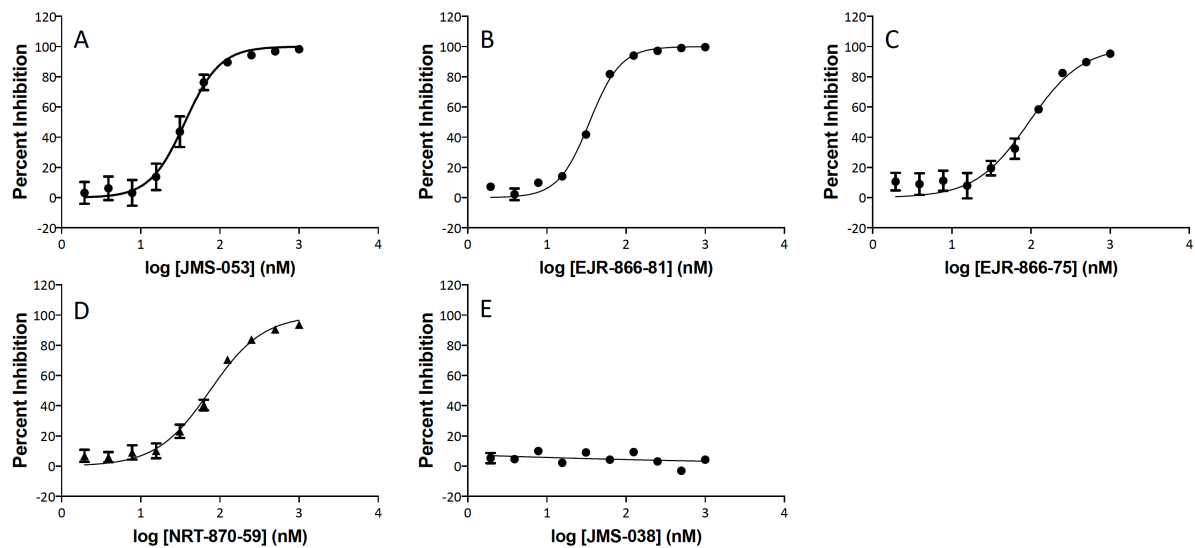 A
Percent Inhibition
120
100
80
60
40
20
0
-20
0 1 2 3 4
log [JMS-053] (nM)
B
Percent Inhibition
120
100
80
60
40
20
0
-20
0 1 2 3 4
log [EJR-866-81] (nM)
C
Percent Inhibition
120
100
80
60
40
20
0
-20
0 1 2 3 4
log [EJR-866-75] (nM)
D
Percent Inhibition
120
100
80
60
40
20
0
-20
0 1 2 3 4
log [NRT-870-59] (nM)
E
Percent Inhibition
120
100
80
60
40
20
0
-20
0 1 2 3 4
log [JMS-038] (nM)